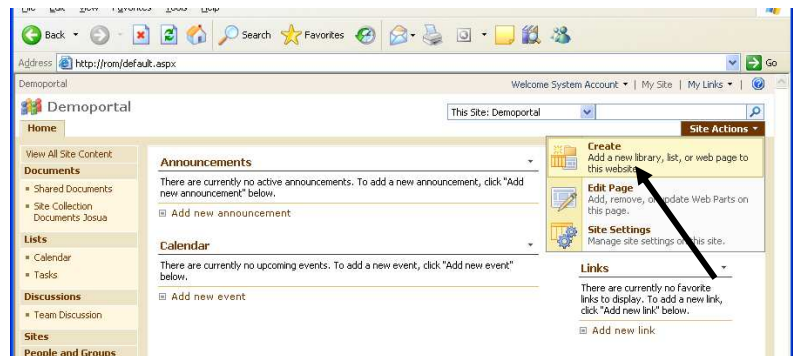 Back Search Favorites
Address http://rom/default.aspx Go
Demoportal Welcome System Account | My Site | My Links
Demoportal This Site: Demoportal
Home Site Actions
View All Site Content
Documents
Shared Documents
Site Collection
Documents Josua
Lists
Calendar
Tasks
Discussions
Team Discussion
Sites
People and Groups
Announcements
There are currently no active announcements. To add a new announcement, click "Add
new announcement" below.
Add new announcement
Calendar
There are currently no upcoming events. To add a new event, click "Add new event"
below.
Add new event
Create
Add a new library, list, or web page to
this website.
Edit Page
Add, remove, or update Web Parts on
this page.
Site Settings
Manage site settings on this site.
Links
There are currently no favorite
links to display. To add a new link,
click "Add new link" below.
Add new link